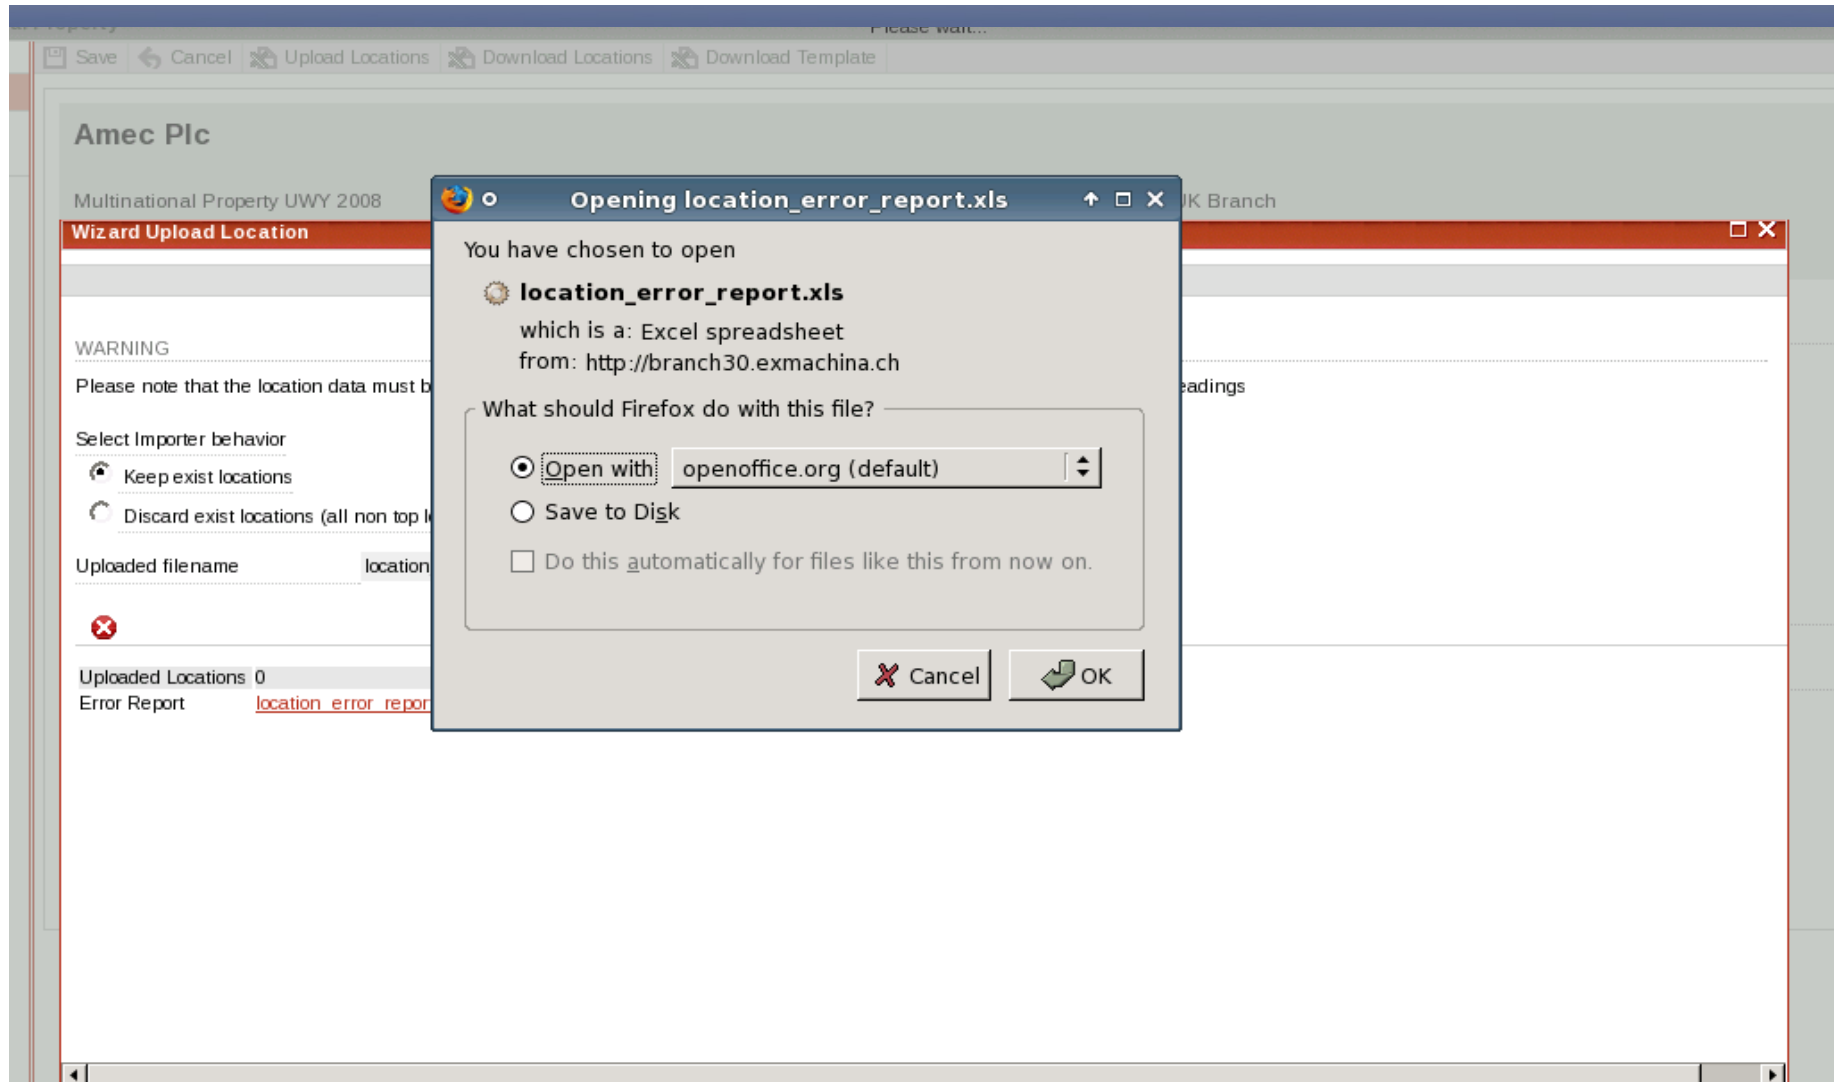 Please wait...
Save Cancel Upload Locations Download Locations Download Template
Amec Plc
Multinational Property UWY 2008
UK Branch
Wizard Upload Location
WARNING
Please note that the location data must
Select Importer behavior
Keep exist locations
Discard exist locations (all non top
Uploaded filename location
Uploaded Locations 0
Error Report location_error_repor
Opening location_error_report.xls
You have chosen to open
location_error_report.xls
which is a: Excel spreadsheet
from: http://branch30.exmachina.ch
What should Firefox do with this file?
Open with openoffice.org (default)
Save to Disk
Do this automatically for files like this from now on.
Cancel OK